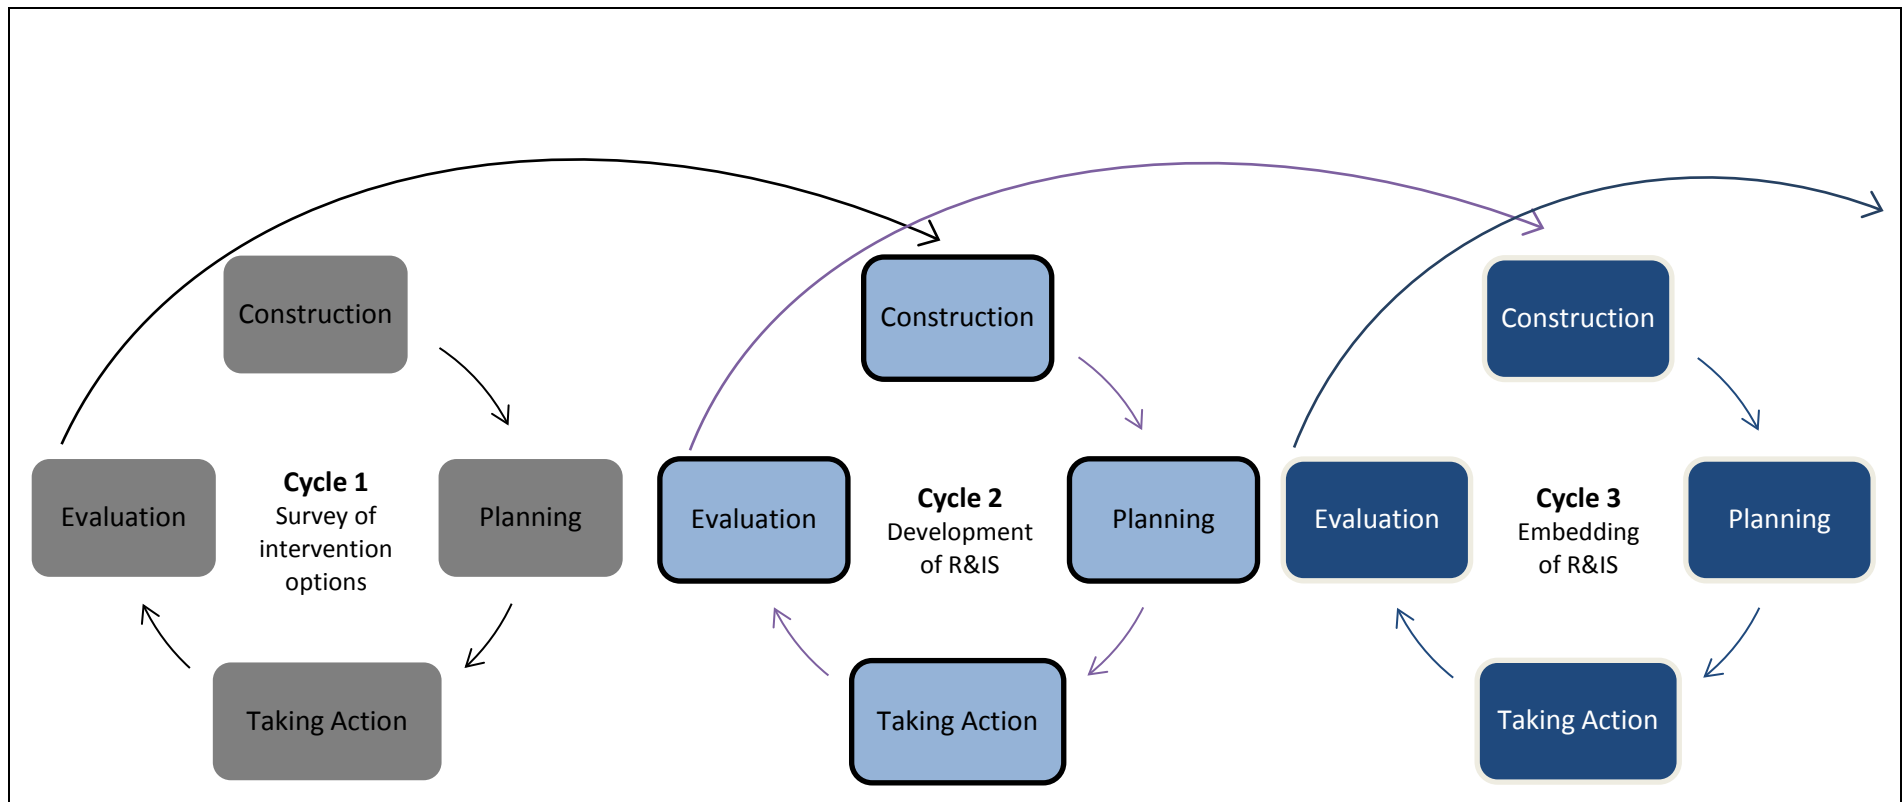 Construction
Evaluation
Cycle 1
Survey of
intervention
options
Planning
Taking Action
Construction
Evaluation
Cycle 2
Development
of R&IS
Planning
Taking Action
Construction
Evaluation
Cycle 3
Embedding
of R&IS
Planning
Taking Action